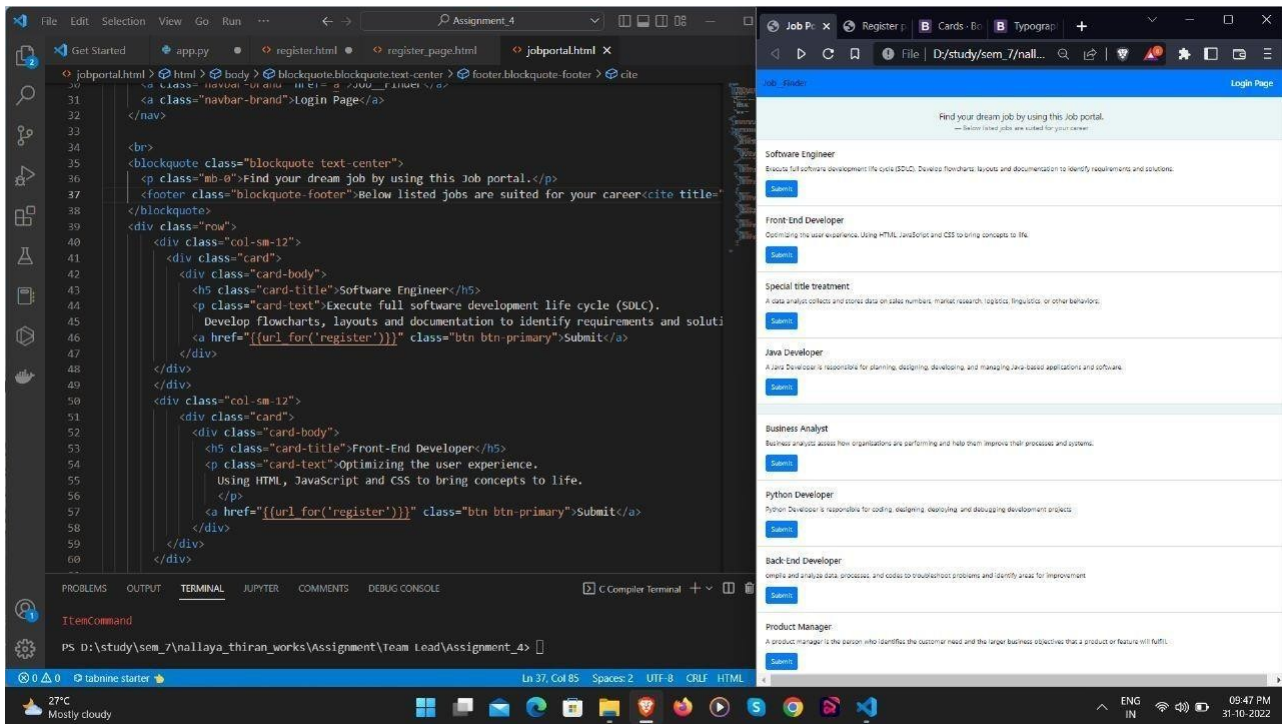 File Edit Selection View Go Run ··· Assignment_4
Get Started app.py register.html register_page.html jobportal.html
jobportal.html > html > body > blockquote.blockquote.text-center > footer.blockquote-footer > cite
30 <a class="navbar-brand" href="a">Job__Finder</a>
31 <a class="navbar-brand">Login Page</a>
32 </nav>
33
34 <br>
35 <blockquote class="blockquote text-center">
36 <p class="mb-0">Find your dream job by using this Job portal.</p>
37 <footer class="blockquote-footer">Below listed jobs are suited for your career<cite title="
38 </blockquote>
39 <div class="row">
40 <div class="col-sm-12">
41 <div class="card">
42 <div class="card-body">
43 <h5 class="card-title">Software Engineer</h5>
44 <p class="card-text">Execute full software development life cycle (SDLC).
45 Develop flowcharts, layouts and documentation to identify requirements and soluti
46 <a href="{{url_for('register')}}" class="btn btn-primary">Submit</a>
47 </div>
48 </div>
49 </div>
50 <div class="col-sm-12">
51 <div class="card">
52 <div class="card-body">
53 <h5 class="card-title">Front-End Developer</h5>
54 <p class="card-text">Optimizing the user experience.
55 Using HTML, JavaScript and CSS to bring concepts to life.
56 </p>
57 <a href="{{url_for('register')}}" class="btn btn-primary">Submit</a>
58 </div>
59 </div>
60 </div>
PROBLEMS OUTPUT TERMINAL JUPYTER COMMENTS DEBUG CONSOLE C Compiler Terminal
ItemCommand
PS D:\study\sem_7\nallaya_thiran_works\Assignment\Team Lead\Assignment_4>
0 0 tabnine starter Ln 37, Col 85 Spaces: 2 UTF-8 CRLF HTML
Job Po Register p Cards · Bo Typograp
File D:/study/sem_7/nall...
Job__Finder Login Page
Find your dream job by using this Job portal.
— Below listed jobs are suited for your career
Software Engineer
Execute full software development life cycle (SDLC). Develop flowcharts, layouts and documentation to identify requirements and solutions.
Submit
Front-End Developer
Optimizing the user experience. Using HTML, JavaScript and CSS to bring concepts to life.
Submit
Special title treatment
A data analyst collects and stores data on sales numbers, market research, logistics, linguistics, or other behaviors.
Submit
Java Developer
A Java Developer is responsible for planning, designing, developing, and managing Java-based applications and software.
Submit
Business Analyst
Business analysts assess how organisations are performing and help them improve their processes and systems.
Submit
Python Developer
Python Developer is responsible for coding, designing, deploying, and debugging development projects
Submit
Back-End Developer
ompile and analyze data, processes, and codes to troubleshoot problems and identify areas for improvement
Submit
Product Manager
A product manager is the person who identifies the customer need and the larger business objectives that a product or feature will fulfill.
Submit
27°C
Mostly cloudy
ENG
IN
09:47 PM
31-10-2022